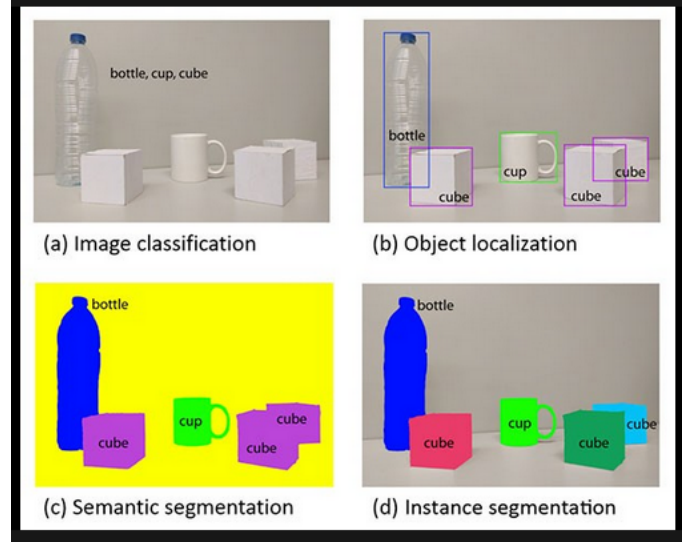 bottle, cup, cube
(a) Image classification
bottle
cup
cube
cube
cube
(b) Object localization
bottle
cube
cup
cube
cube
(c) Semantic segmentation
bottle
cube
cup
cube
cube
(d) Instance segmentation